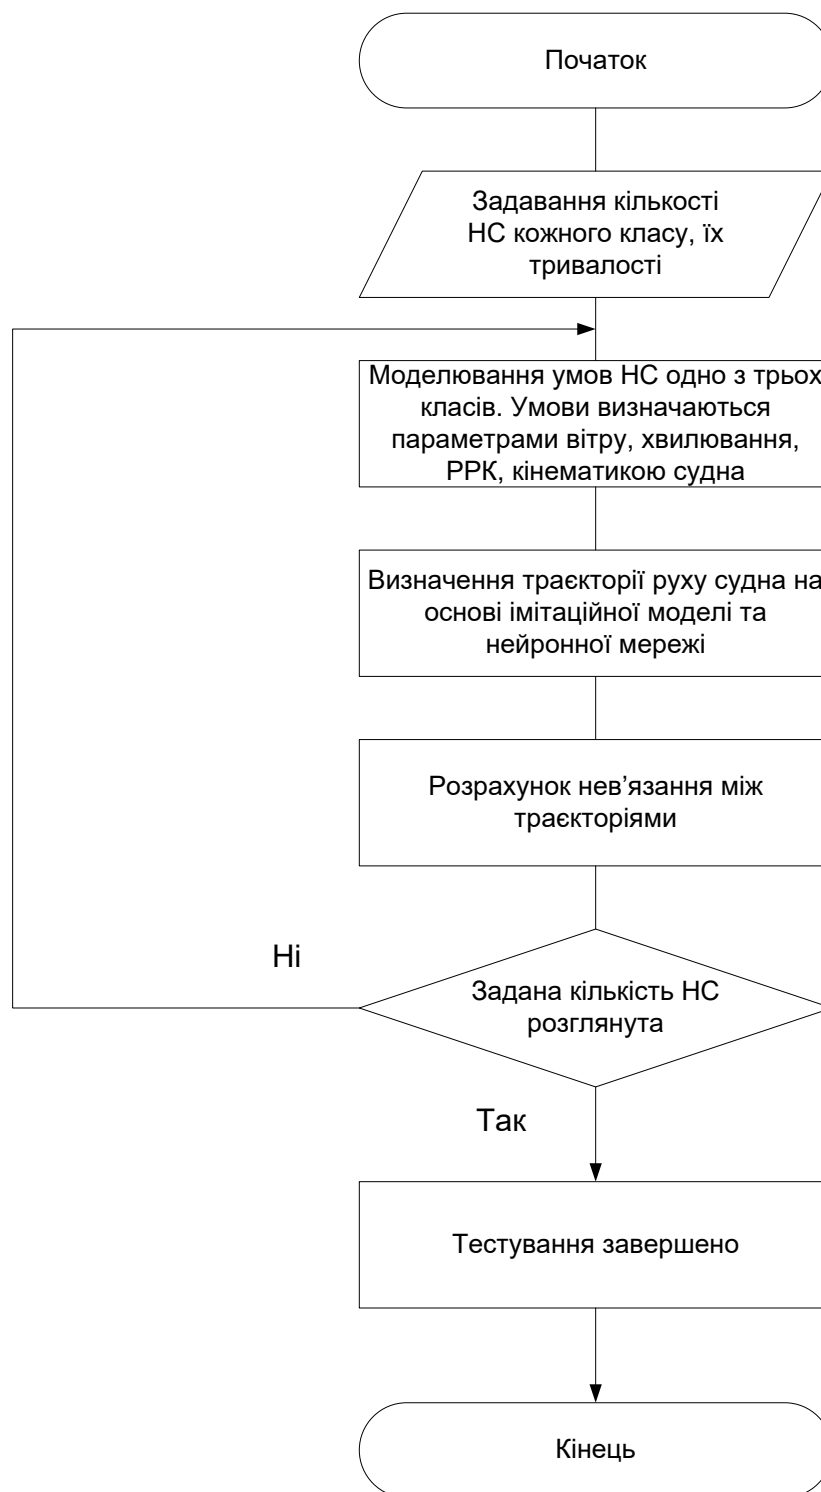 Початок
Задавання кількості
НС кожного класу, їх
тривалості
Моделювання умов НС одно з трьох
класів. Умови визначаються
параметрами вітру, хвилювання,
РРК, кінематикою судна
Визначення траєкторії руху судна на
основі імітаційної моделі та
нейронної мережі
Розрахунок нев’язання між
траєкторіями
Ні
Задана кількість НС
розглянута
Так
Тестування завершено
Кінець